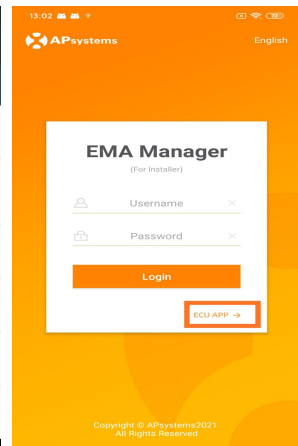 13:02
APsystems
English
EMA Manager
(For Installer)
Username
Password
Login
ECU APP →
Copyright © APsystems2021
All Rights Reserved